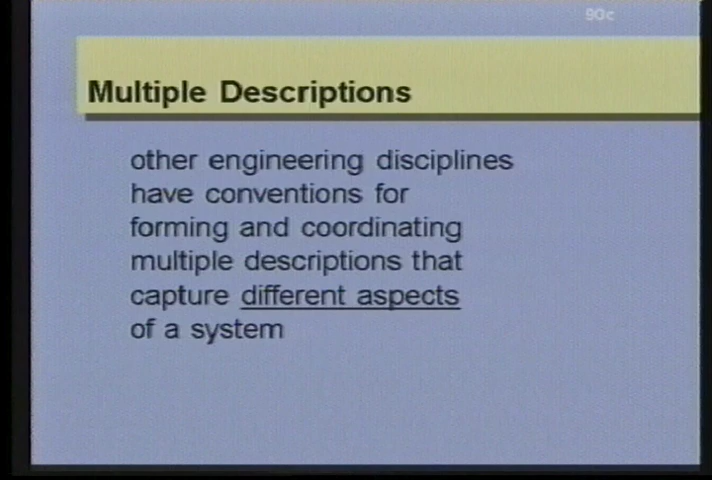 90c
Multiple Descriptions
other engineering disciplines
have conventions for
forming and coordinating
multiple descriptions that
capture different aspects
of a system